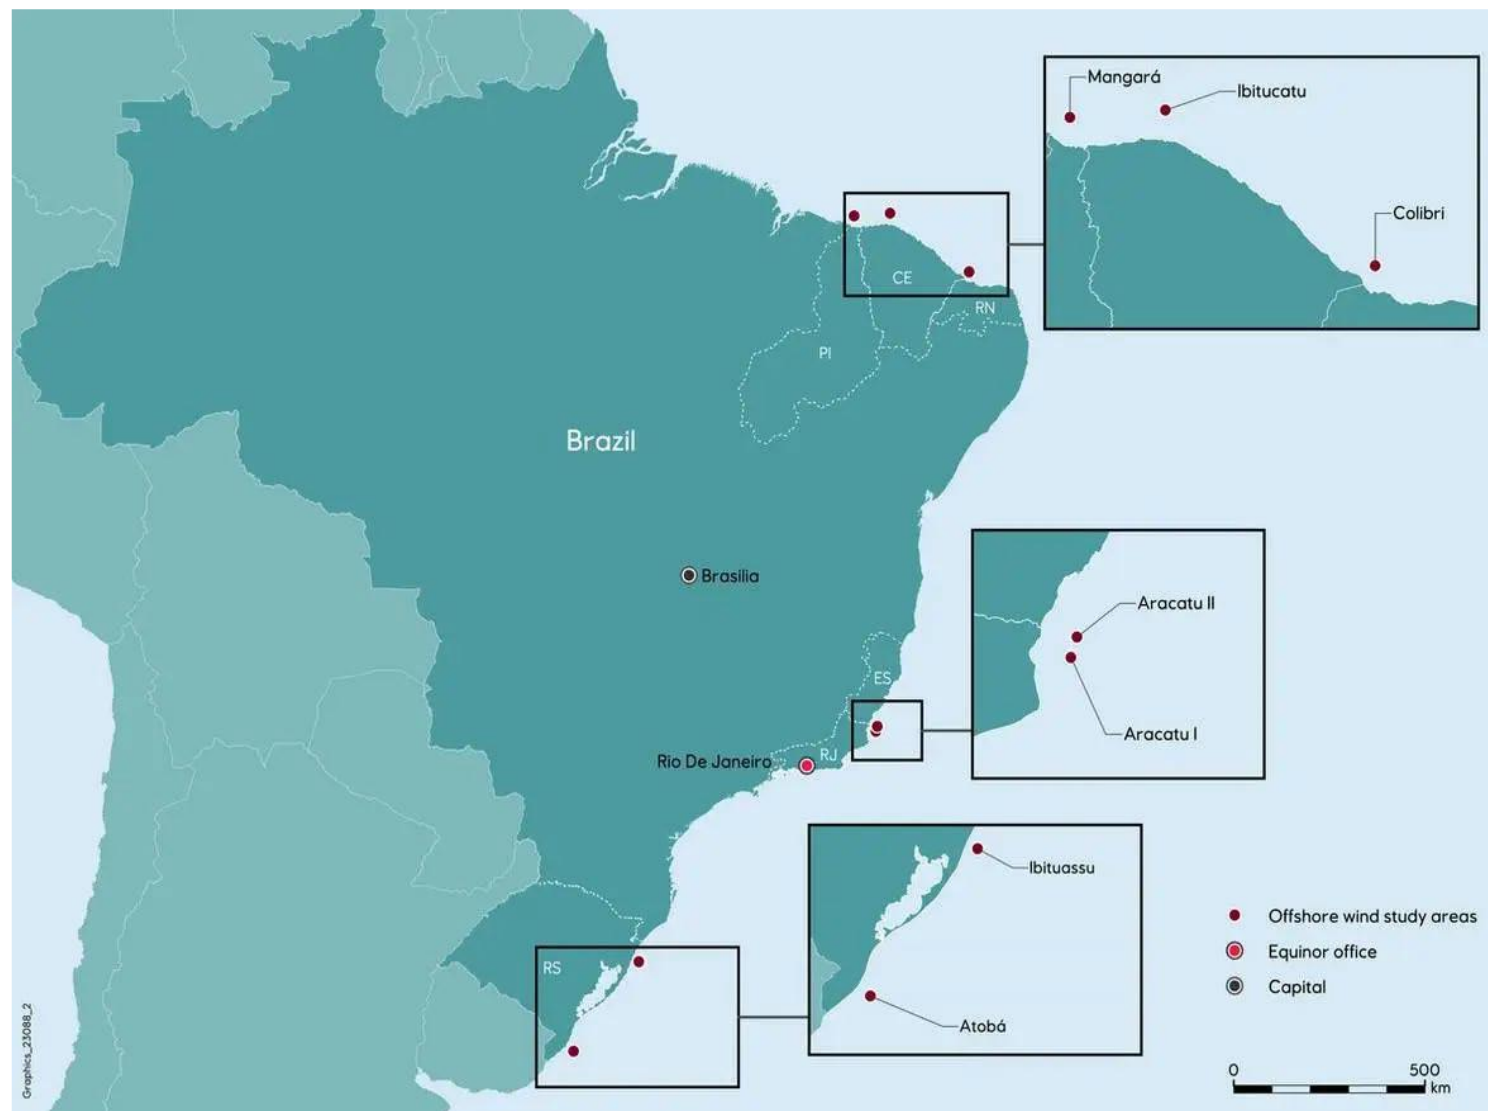 Mangará
Ibitucatu
Colibri
CE
RN
PI
Brazil
Brasilia
Aracatu II
Aracatu I
ES
RJ
Rio De Janeiro
Ibituassu
Atobá
RS
Offshore wind study areas
Equinor office
Capital
0 500
km
Graphics_23088_2